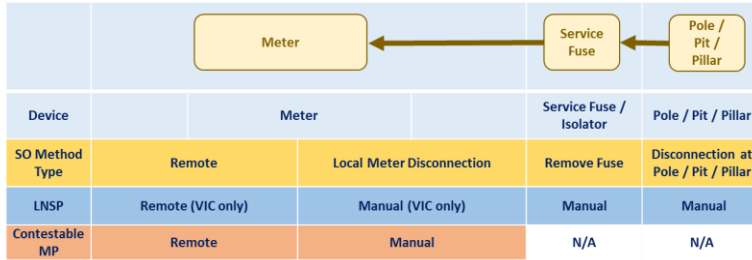 Meter
Service
Fuse
Pole /
Pit /
Pillar
Device
Meter
Service Fuse /
Isolator
Pole / Pit / Pillar
SO Method
Type
Remote
Local Meter Disconnection
Remove Fuse
Disconnection at
Pole / Pit / Pillar
LNSP
Remote (VIC only)
Manual (VIC only)
Manual
Manual
Contestable
MP
Remote
Manual
N/A
N/A